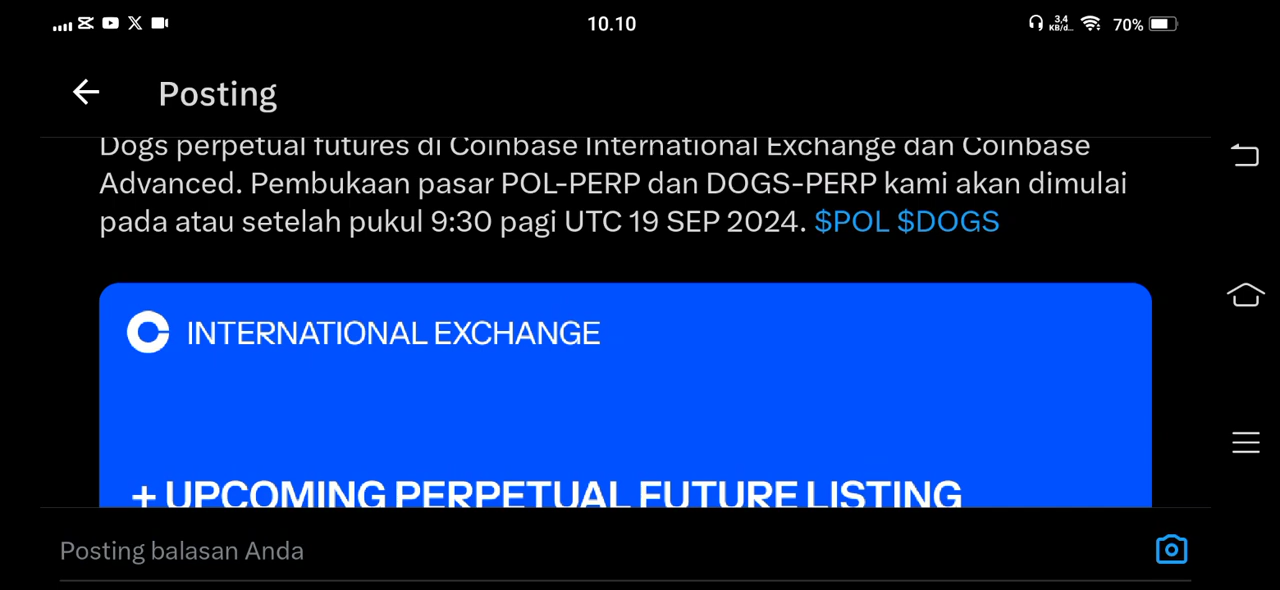 10.10
3,4
KB/d...
70%
Posting
Dogs perpetual futures di Coinbase International Exchange dan Coinbase
Advanced. Pembukaan pasar POL-PERP dan DOGS-PERP kami akan dimulai
pada atau setelah pukul 9:30 pagi UTC 19 SEP 2024. $POL $DOGS
INTERNATIONAL EXCHANGE
+ UPCOMING PERPETUAL FUTURE LISTING
Posting balasan Anda